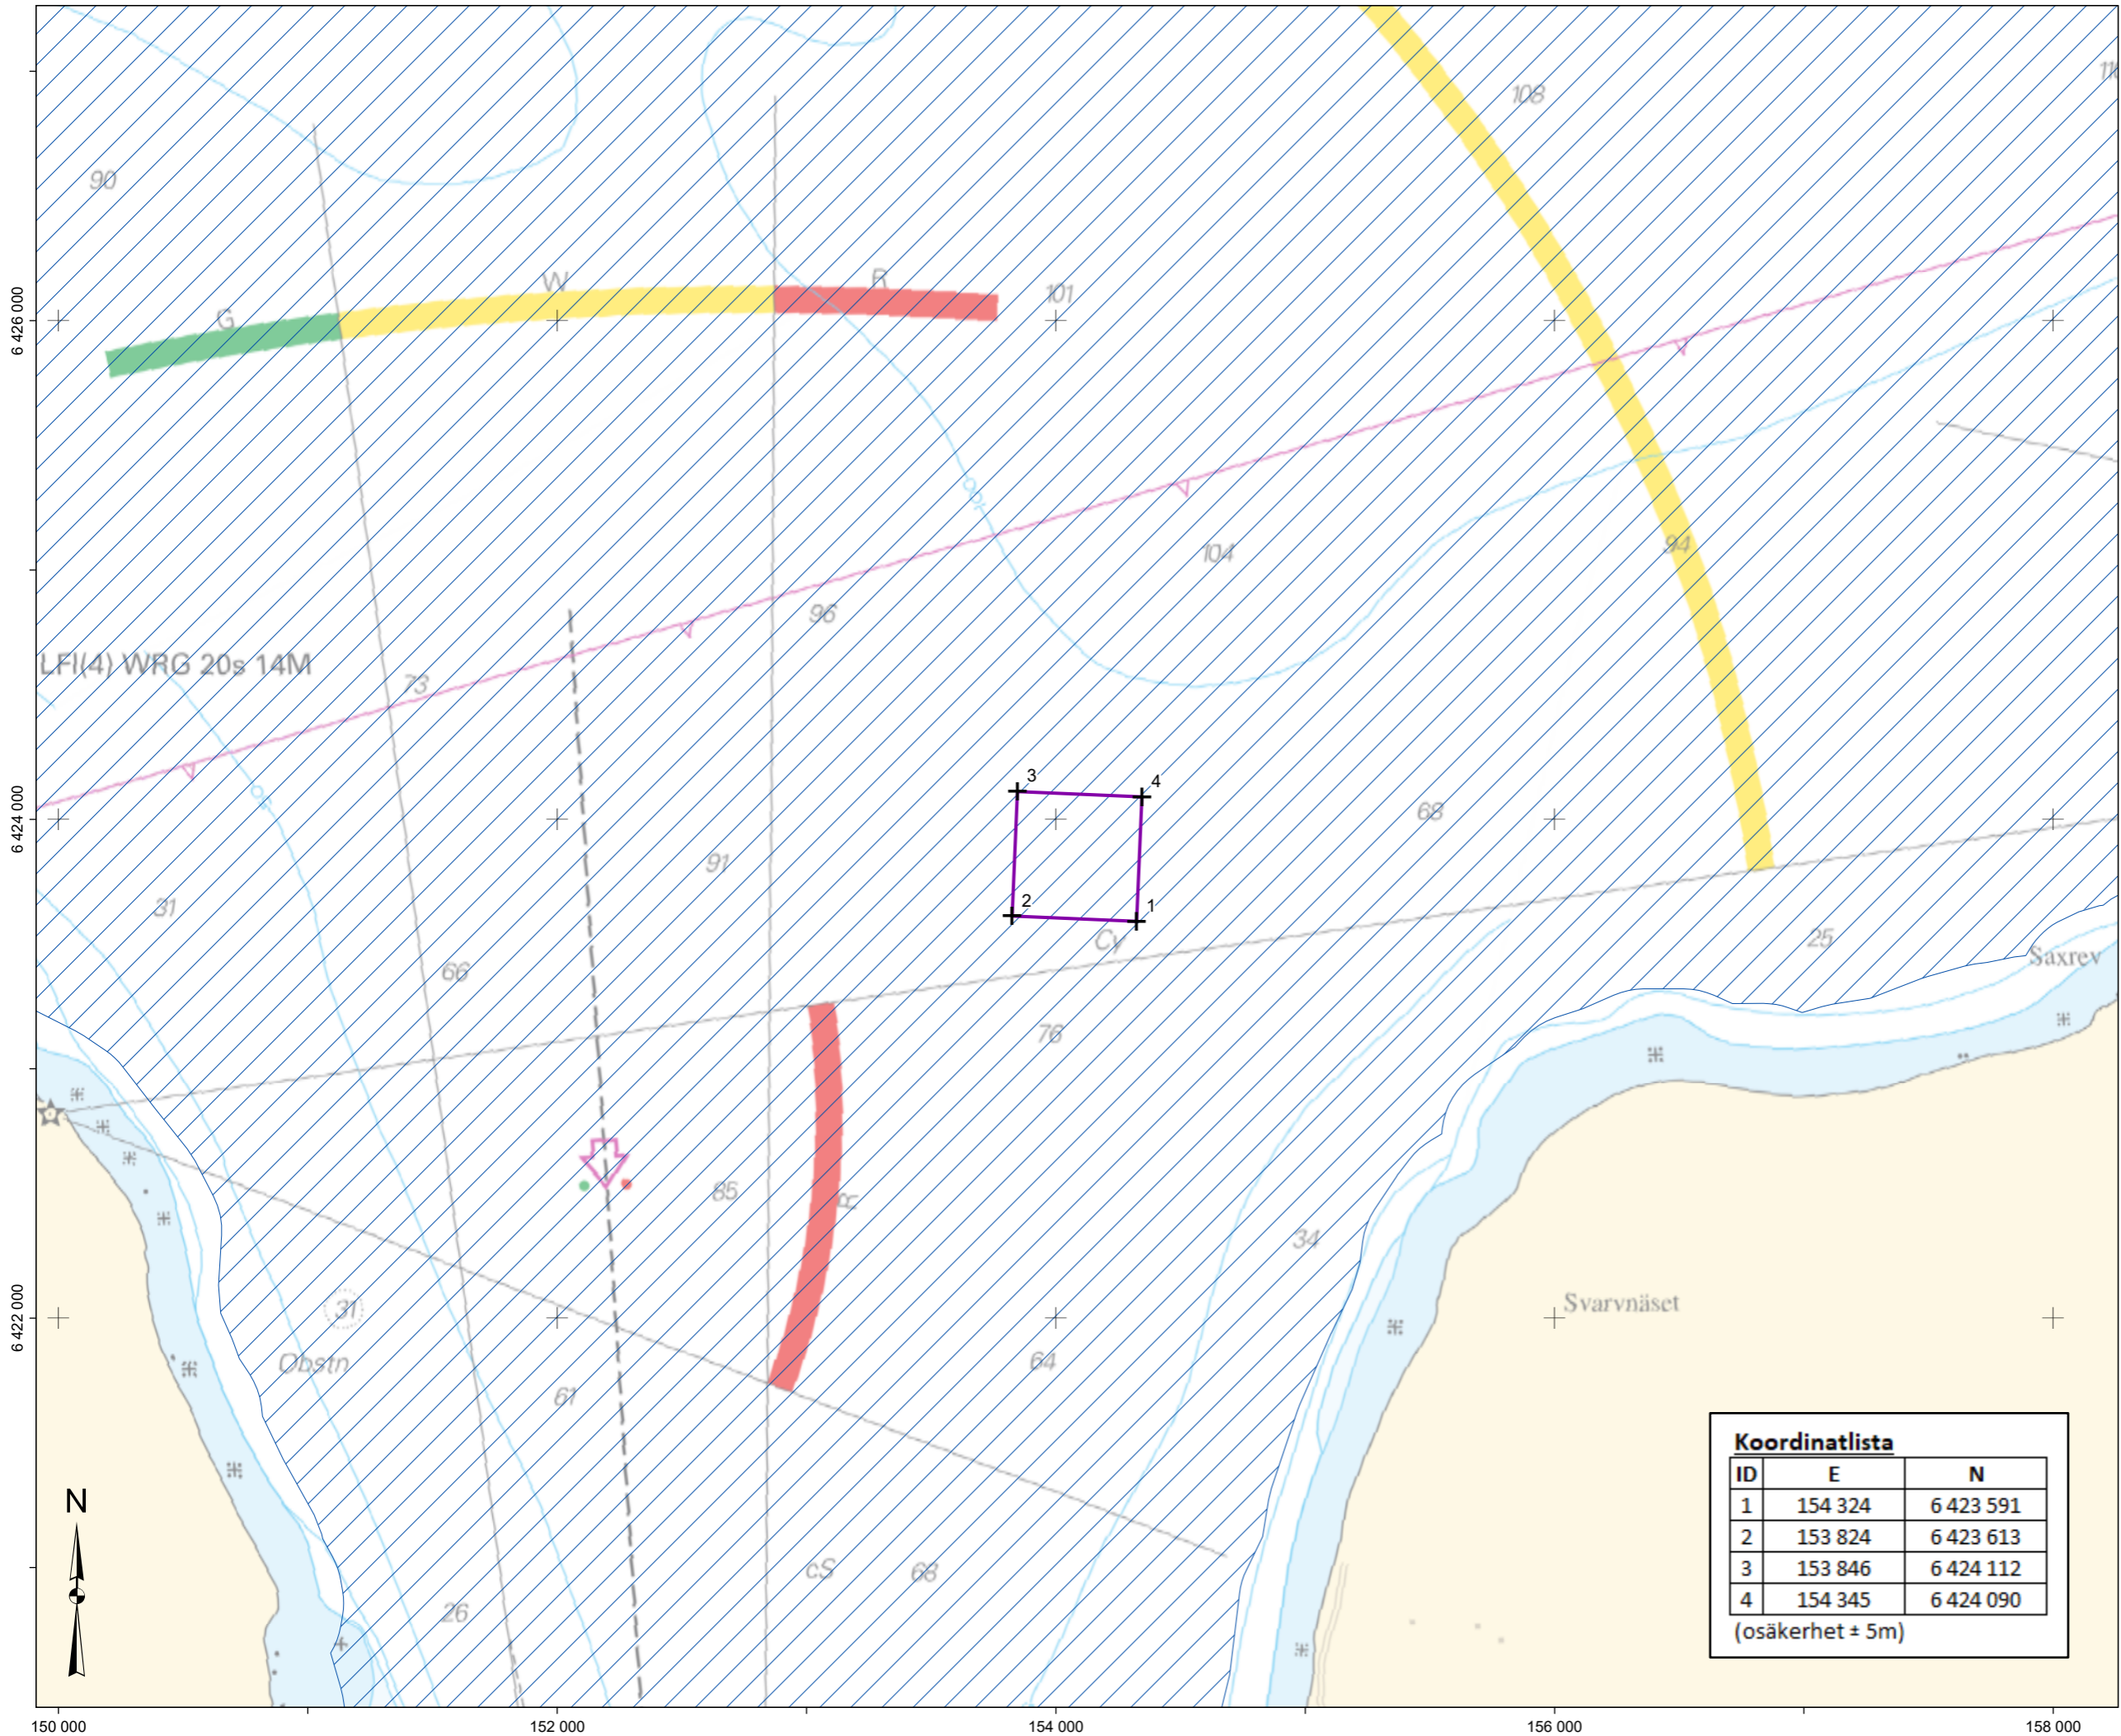 108
90
W
R
101
G
6 426 000
104
94
96
LFl(4) WRG 20s 14M
73
3
4
6 424 000
68
91
31
2
1
Cy
25
Saxrev
66
76
85
R
34
31
6 422 000
Svarvnäset
Obstn
64
61
Koordinatlista
ID E N
1 154 324 6 423 591
2 153 824 6 423 613
3 153 846 6 424 112
4 154 345 6 424 090
(osäkerhet ± 5m)
N
cS 68
26
150 000 152 000 154 000 156 000 158 000